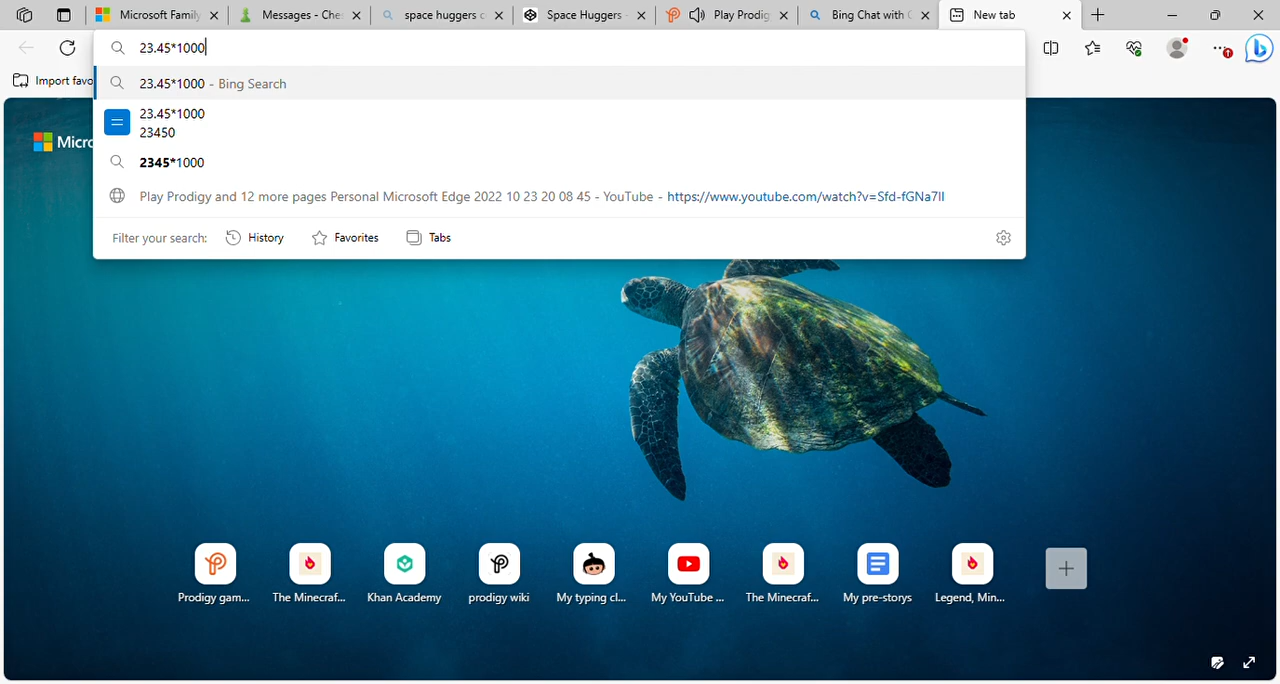 Microsoft Family
Messages - Ches
space huggers c
Space Huggers -
Play Prodig
Bing Chat with
New tab
23.45*1000
Import favo
23.45*1000 - Bing Search
23.45*1000
23450
2345*1000
Play Prodigy and 12 more pages Personal Microsoft Edge 2022 10 23 20 08 45 - YouTube - https://www.youtube.com/watch?v=Sfd-fGNa7lI
Filter your search:
History
Favorites
Tabs
Micro
Prodigy gam...
The Minecraf...
Khan Academy
prodigy wiki
My typing cl...
My YouTube ...
The Minecraf...
My pre-storys
Legend, Min...